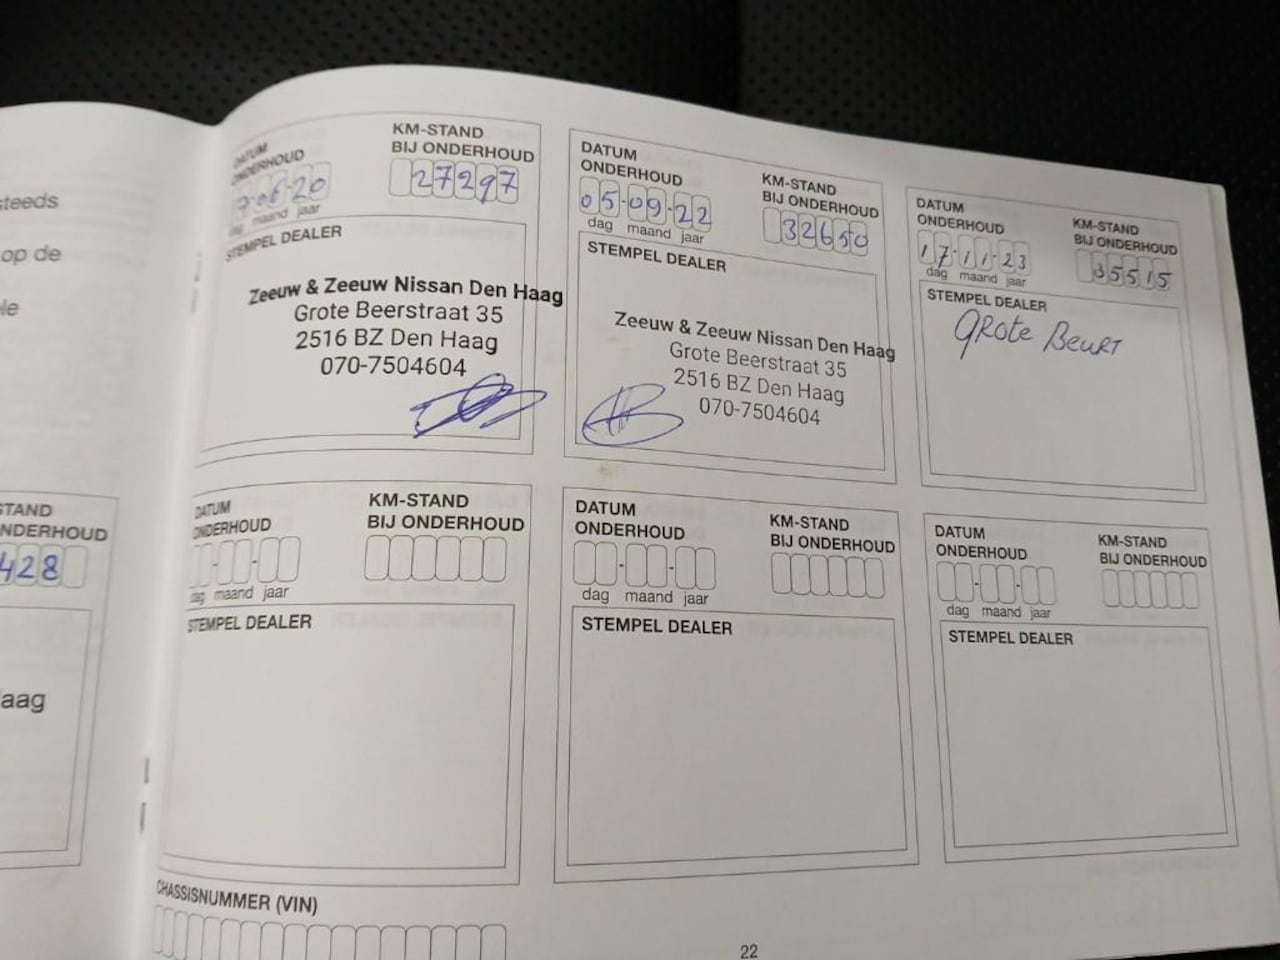 steeds
op de
le
STAND
NDERHOUD
428
aag
DATUM
ONDERHOUD
7-06-20
maand jaar
KM-STAND
BIJ ONDERHOUD
27297
STEMPEL DEALER
Zeeuw & Zeeuw Nissan Den Haag
Grote Beerstraat 35
2516 BZ Den Haag
070-7504604
DATUM
ONDERHOUD
05-09-22
dag maand jaar
KM-STAND
BIJ ONDERHOUD
32650
STEMPEL DEALER
Zeeuw & Zeeuw Nissan Den Haag
Grote Beerstraat 35
2516 BZ Den Haag
070-7504604
DATUM
ONDERHOUD
17-11-23
dag maand jaar
KM-STAND
BIJ ONDERHOUD
35515
STEMPEL DEALER
GROTE BEURT
DATUM
ONDERHOUD
dag maand jaar
KM-STAND
BIJ ONDERHOUD
STEMPEL DEALER
DATUM
ONDERHOUD
dag maand jaar
KM-STAND
BIJ ONDERHOUD
STEMPEL DEALER
DATUM
ONDERHOUD
dag maand jaar
KM-STAND
BIJ ONDERHOUD
STEMPEL DEALER
CHASSISNUMMER (VIN)
22